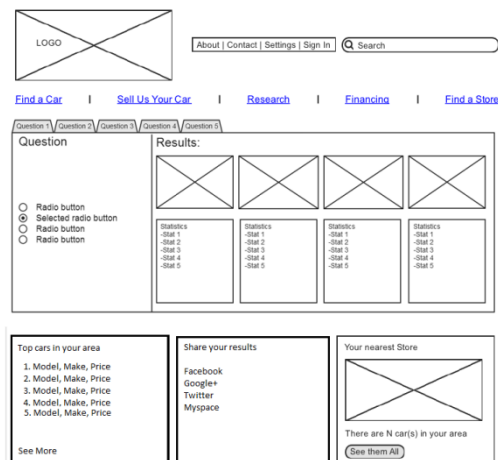 LOGO
About | Contact | Settings | Sign In
Search
Find a Car | Sell Us Your Car | Research | Financing | Find a Store
Question 1 Question 2 Question 3 Question 4 Question 5
Question
Radio button
Selected radio button
Radio button
Radio button
Results:
Statistics
-Stat 1
-Stat 2
-Stat 3
-Stat 4
-Stat 5
Statistics
-Stat 1
-Stat 2
-Stat 3
-Stat 4
-Stat 5
Statistics
-Stat 1
-Stat 2
-Stat 3
-Stat 4
-Stat 5
Statistics
-Stat 1
-Stat 2
-Stat 3
-Stat 4
-Stat 5
Top cars in your area
1. Model, Make, Price
2. Model, Make, Price
3. Model, Make, Price
4. Model, Make, Price
5. Model, Make, Price
See More
Share your results
Facebook
Google+
Twitter
Myspace
Your nearest Store
There are N car(s) in your area
See them All